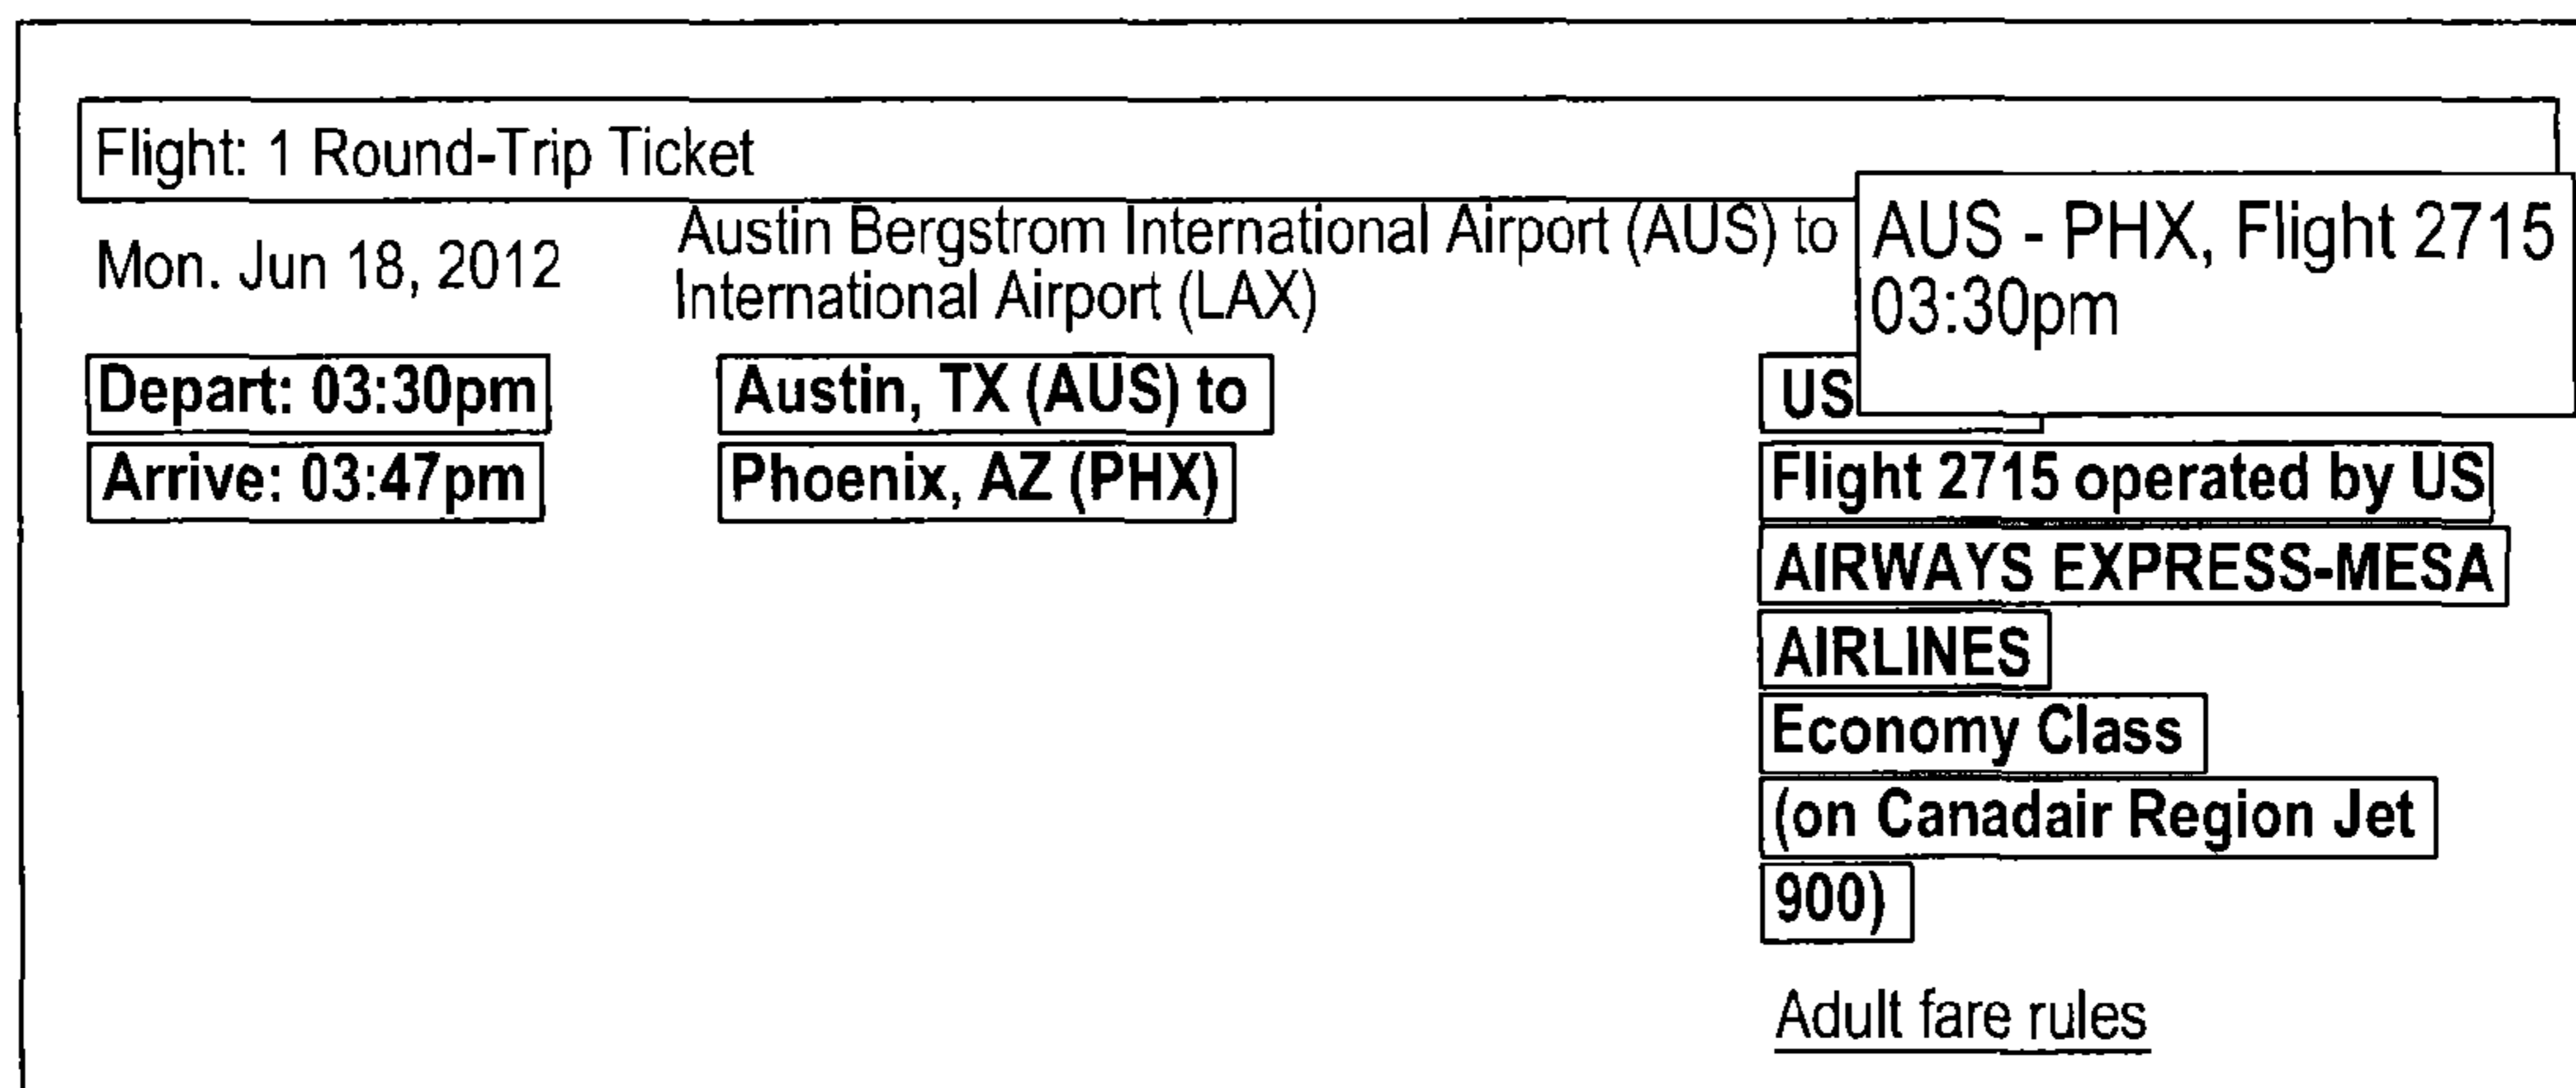 Flight: 1 Round-Trip Ticket
Mon. Jun 18, 2012
Austin Bergstrom International Airport (AUS) to
International Airport (LAX)
AUS - PHX, Flight 2715
03:30pm
Depart: 03:30pm
Arrive: 03:47pm
Austin, TX (AUS) to
Phoenix, AZ (PHX)
US
Flight 2715 operated by US
AIRWAYS EXPRESS-MESA
AIRLINES
Economy Class
(on Canadair Region Jet
900)
Adult fare rules